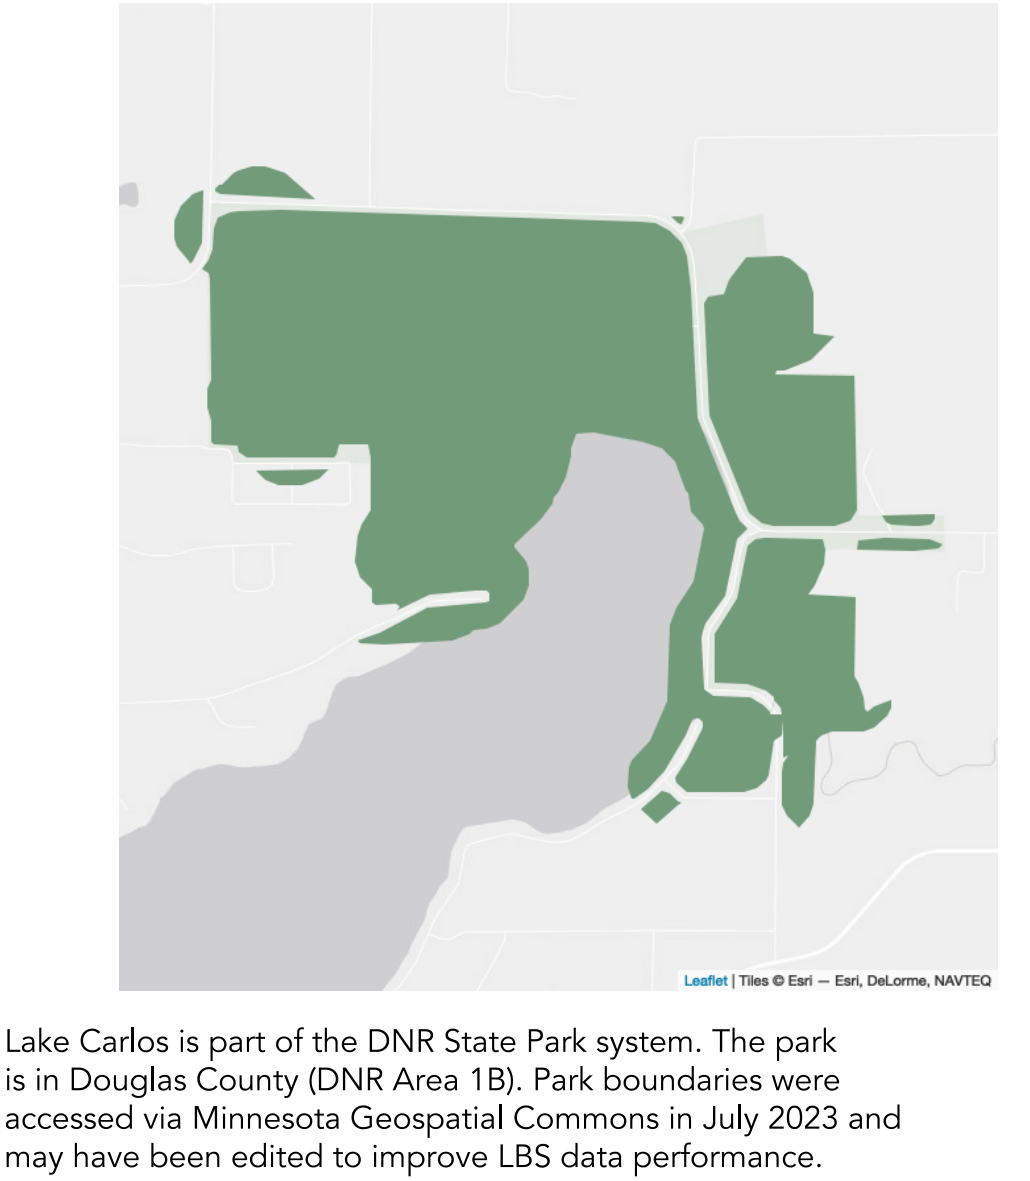 Leaflet | Tiles © Esri — Esri, DeLorme, NAVTEQ
Lake Carlos is part of the DNR State Park system. The park
is in Douglas County (DNR Area 1B). Park boundaries were
accessed via Minnesota Geospatial Commons in July 2023 and
may have been edited to improve LBS data performance.